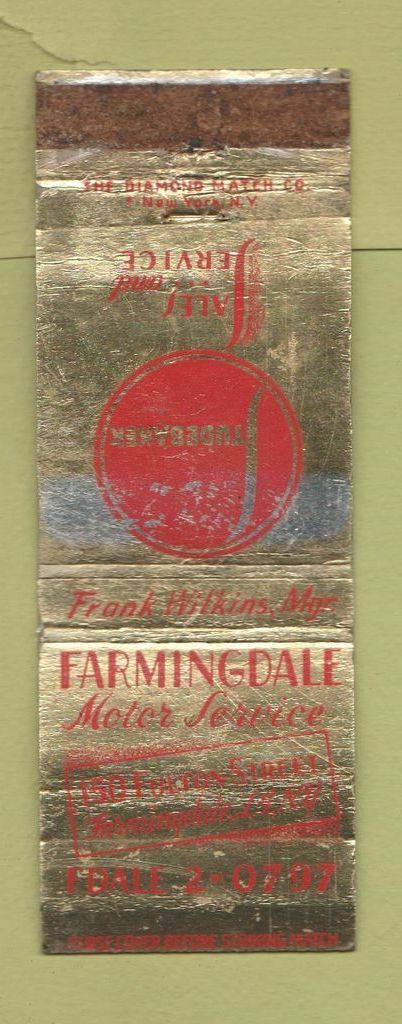 THE DIAMOND MATCH CO.
New York, N.Y.
SALES
... and
SERVICE
STUDEBAKER
Frank Wilkins, Mgr
FARMINGDALE
Motor Service
150 FULTON STREET
Farmingdale, L.I., N.Y.
FDALE 2-0797
CLOSE COVER BEFORE STRIKING MATCH